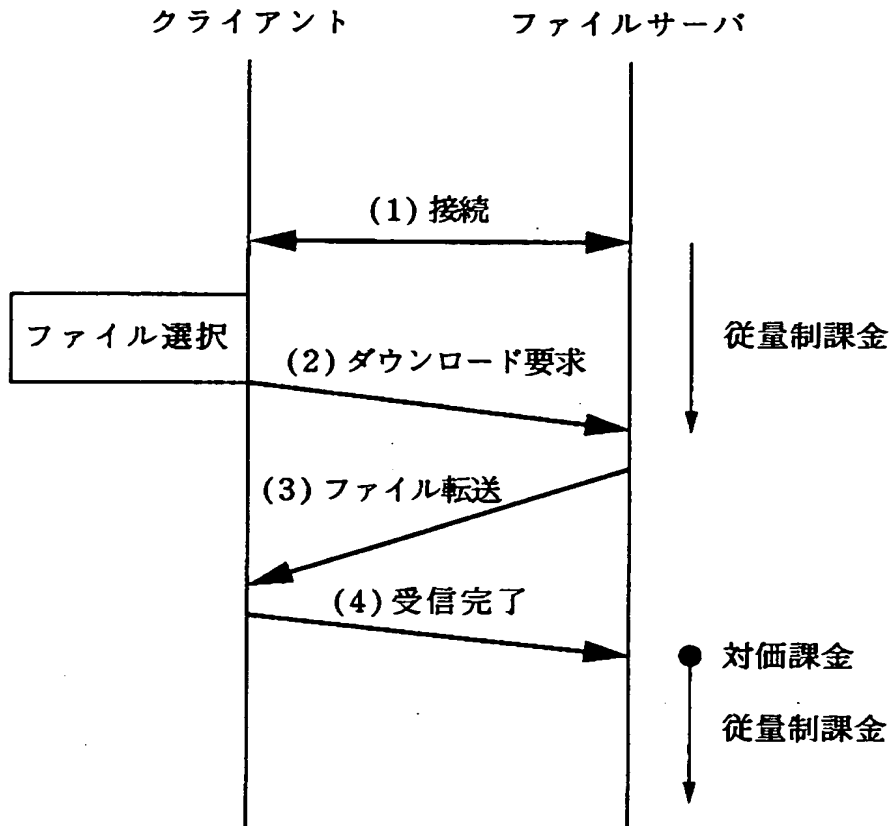 クライアント
ファイルサーバ
(1)接続
ファイル選択
従量制課金
(2)ダウンロード要求
(3)ファイル転送
(4)受信完了
対価課金
従量制課金